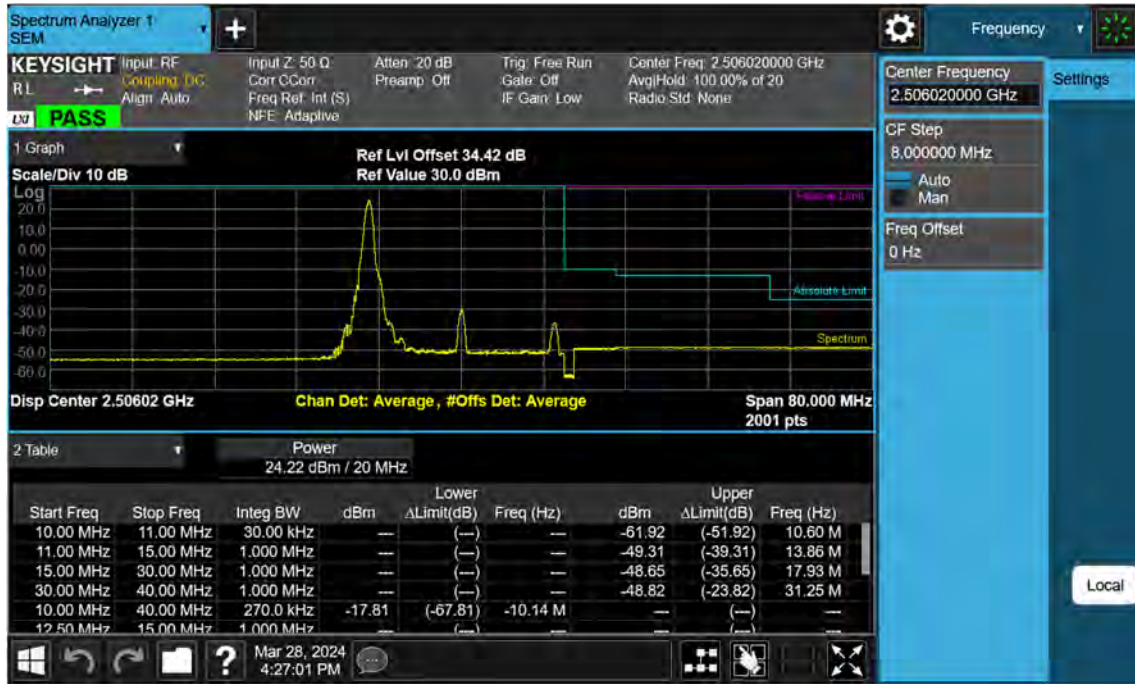 Spectrum Analyzer 1
SEM
Frequency
KEYSIGHT
R L
LXI
PASS
Input: RF
Coupling: DC
Align: Auto
Input Z: 50 Ω
Corr CCorr
Freq Ref: Int (S)
NFE: Adaptive
Atten: 20 dB
Preamp: Off
Trig: Free Run
Gate: Off
IF Gain: Low
Center Freq: 2.506020000 GHz
Avg|Hold: 100.00% of 20
Radio Std: None
Center Frequency
2.506020000 GHz
Settings
CF Step
8.000000 MHz
Auto
Man
Freq Offset
0 Hz
1 Graph
Scale/Div 10 dB
Ref Lvl Offset 34.42 dB
Ref Value 30.0 dBm
Log
20.0
10.0
0.00
-10.0
-20.0
-30.0
-40.0
-50.0
-60.0
Relative Limit
Absolute Limit
Spectrum
Disp Center 2.50602 GHz
Chan Det: Average , #Offs Det: Average
Span 80.000 MHz
2001 pts
2 Table
Power
24.22 dBm / 20 MHz
Lower Upper
Start Freq Stop Freq Integ BW dBm ΔLimit(dB) Freq (Hz) dBm ΔLimit(dB) Freq (Hz)
10.00 MHz 11.00 MHz 30.00 kHz --- (---) --- -61.92 (-51.92) 10.60 M
11.00 MHz 15.00 MHz 1.000 MHz --- (---) --- -49.31 (-39.31) 13.86 M
15.00 MHz 30.00 MHz 1.000 MHz --- (---) --- -48.65 (-35.65) 17.93 M
30.00 MHz 40.00 MHz 1.000 MHz --- (---) --- -48.82 (-23.82) 31.25 M
10.00 MHz 40.00 MHz 270.0 kHz -17.81 (-67.81) -10.14 M --- (---) ---
12.50 MHz 15.00 MHz 1.000 MHz --- (---) --- --- (---) ---
Local
?
Mar 28, 2024
4:27:01 PM